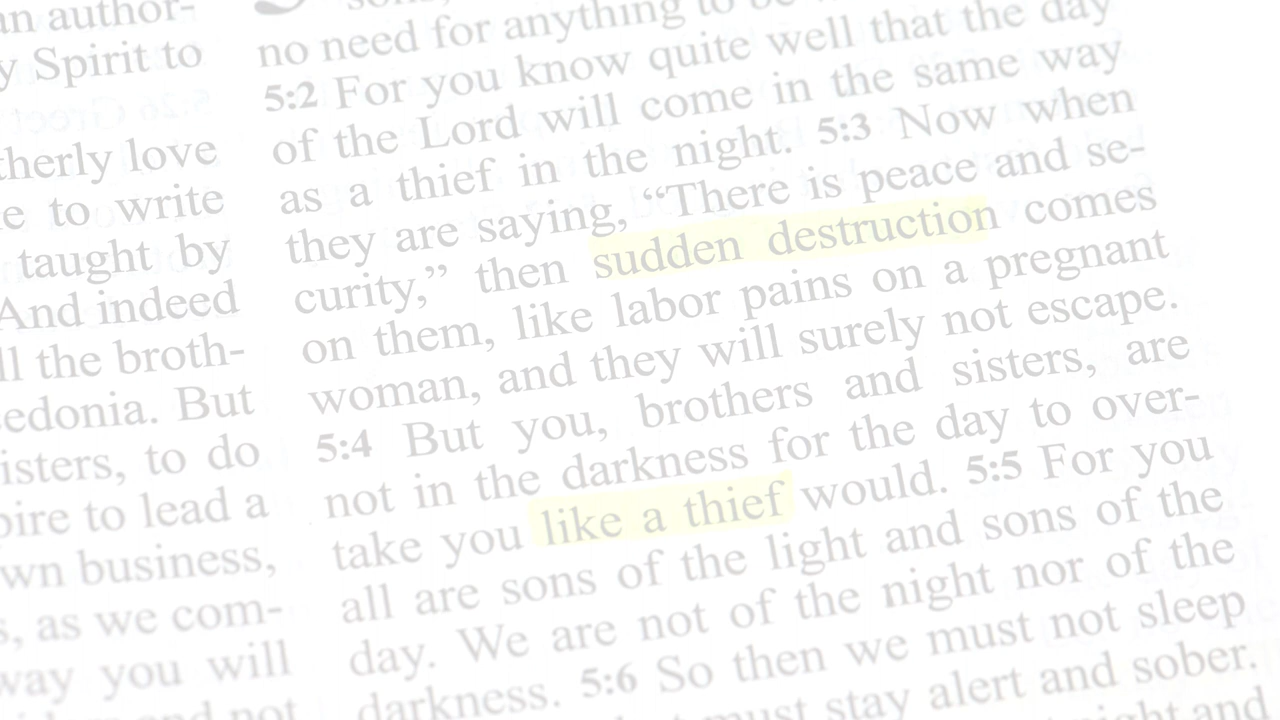 an author-
y Spirit to
therly love
e to write
taught by
And indeed
ll the broth-
edonia. But
isters, to do
pire to lead a
wn business,
s, as we com-
way you will
and not
no need for anything to be
5:2 For you know quite well that the day
of the Lord will come in the same way
as a thief in the night. 5:3 Now when
they are saying, “There is peace and se-
curity,” then sudden destruction comes
on them, like labor pains on a pregnant
woman, and they will surely not escape.
5:4 But you, brothers and sisters, are
not in the darkness for the day to over-
take you like a thief would. 5:5 For you
all are sons of the light and sons of the
day. We are not of the night nor of the
darkness. 5:6 So then we must not sleep
must stay alert and sober.
night and